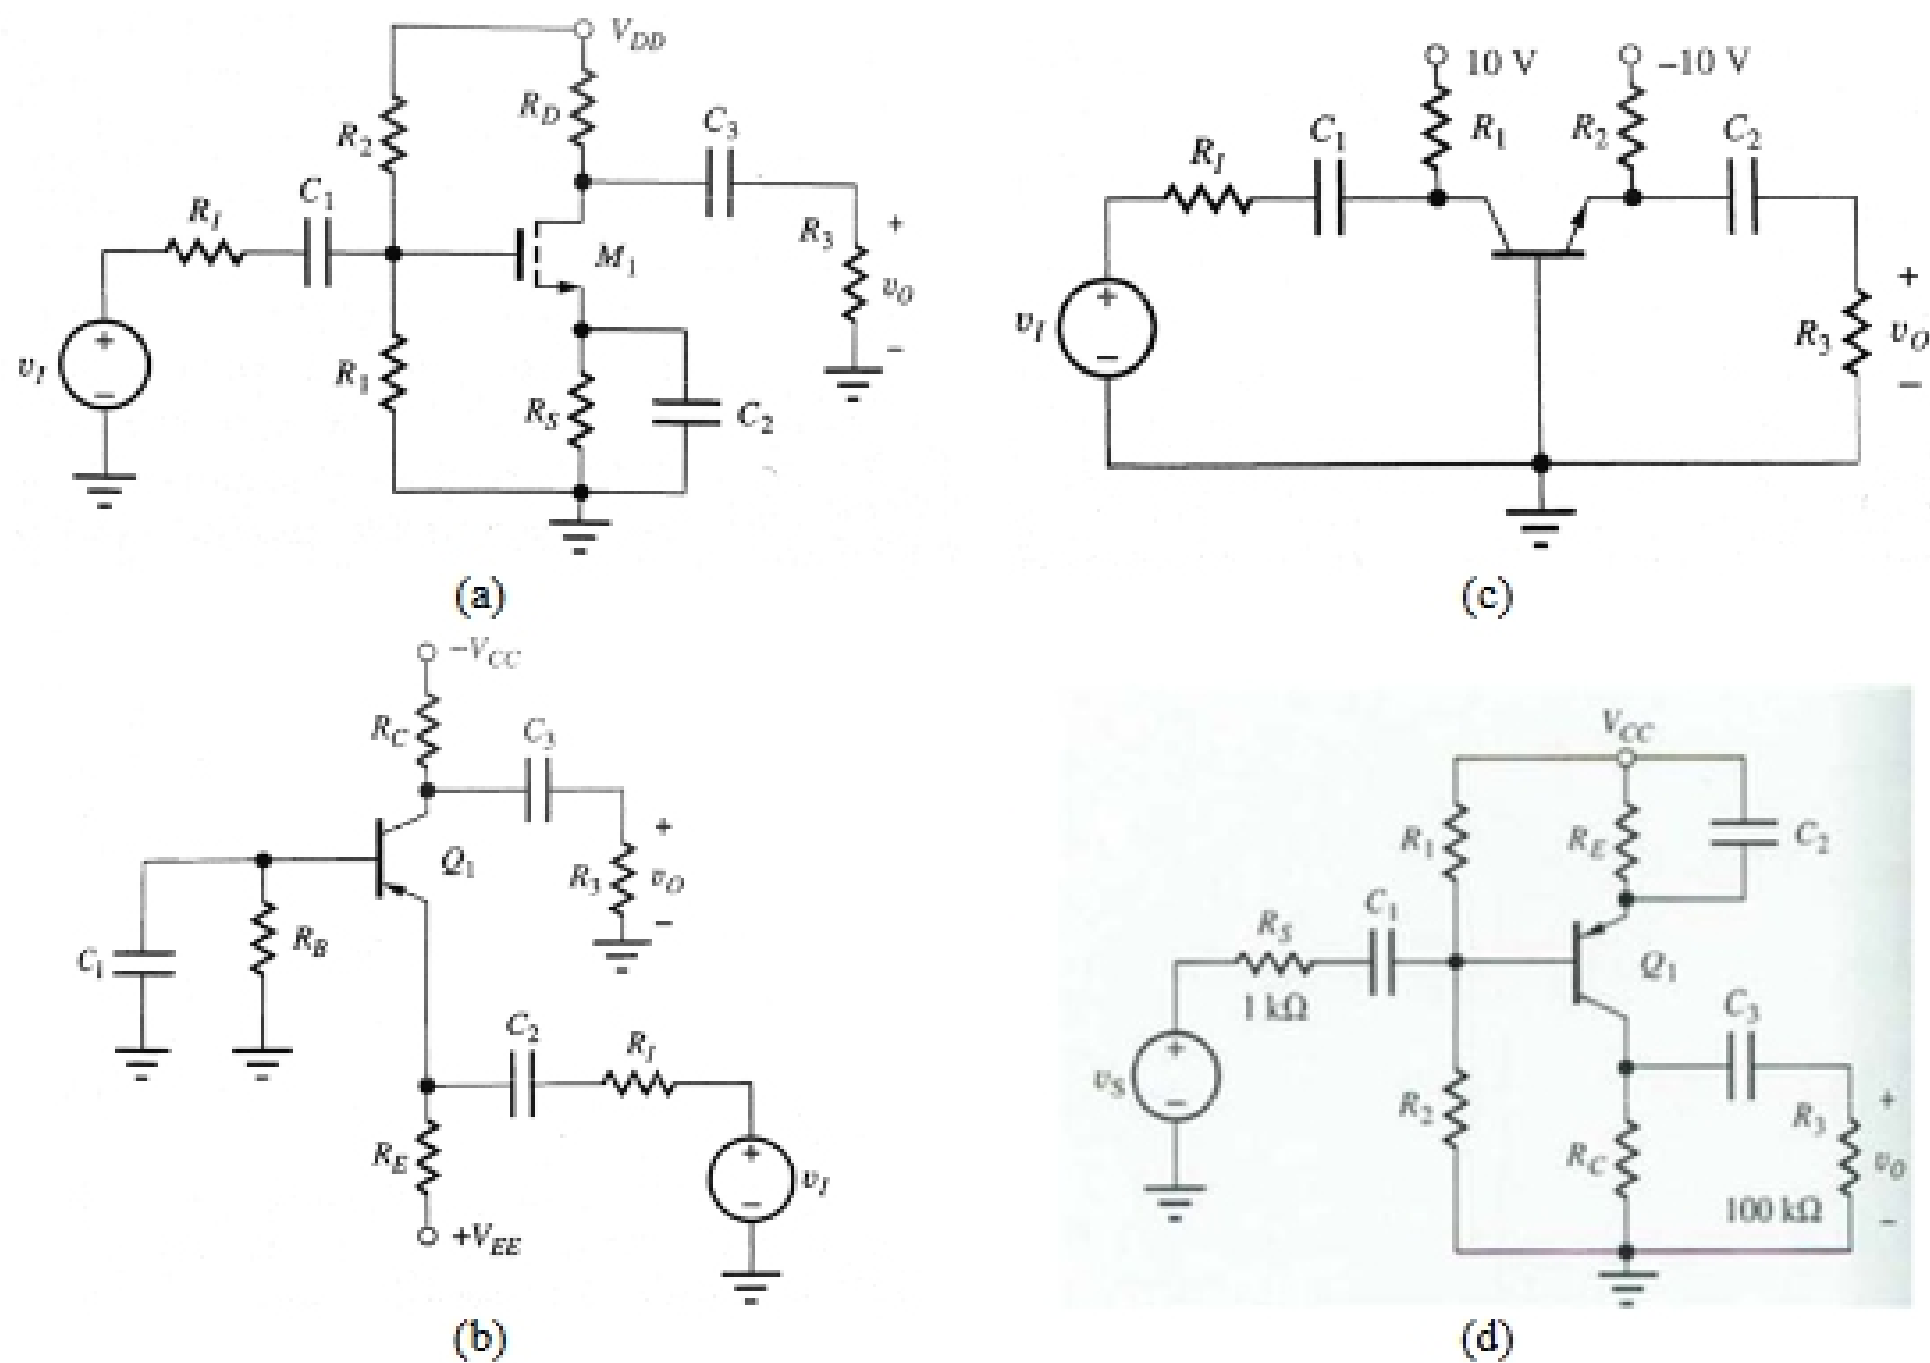 V_DD
R_D
C_3
R_2
C_1
R_I
R_3
+
v_O
−
M_1
+
v_I
−
R_1
R_S
C_2
(a)
10 V
−10 V
C_1
R_1
R_2
C_2
R_I
+
v_I
−
+
R_3
v_O
−
(c)
−V_CC
R_C
C_3
+
R_3
v_O
−
Q_1
C_1
R_B
C_2
R_I
R_E
+
v_I
−
+V_EE
(b)
V_CC
R_1
R_E
C_2
R_S
C_1
1 kΩ
Q_1
C_3
+
v_S
−
R_2
R_3
+
v_O
−
R_C
100 kΩ
(d)